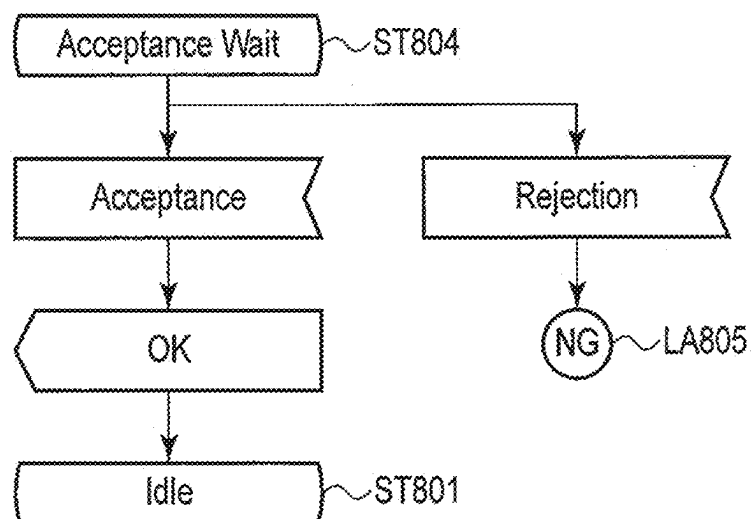 Acceptance Wait
ST804
Acceptance
Rejection
OK
NG
LA805
Idle
ST801